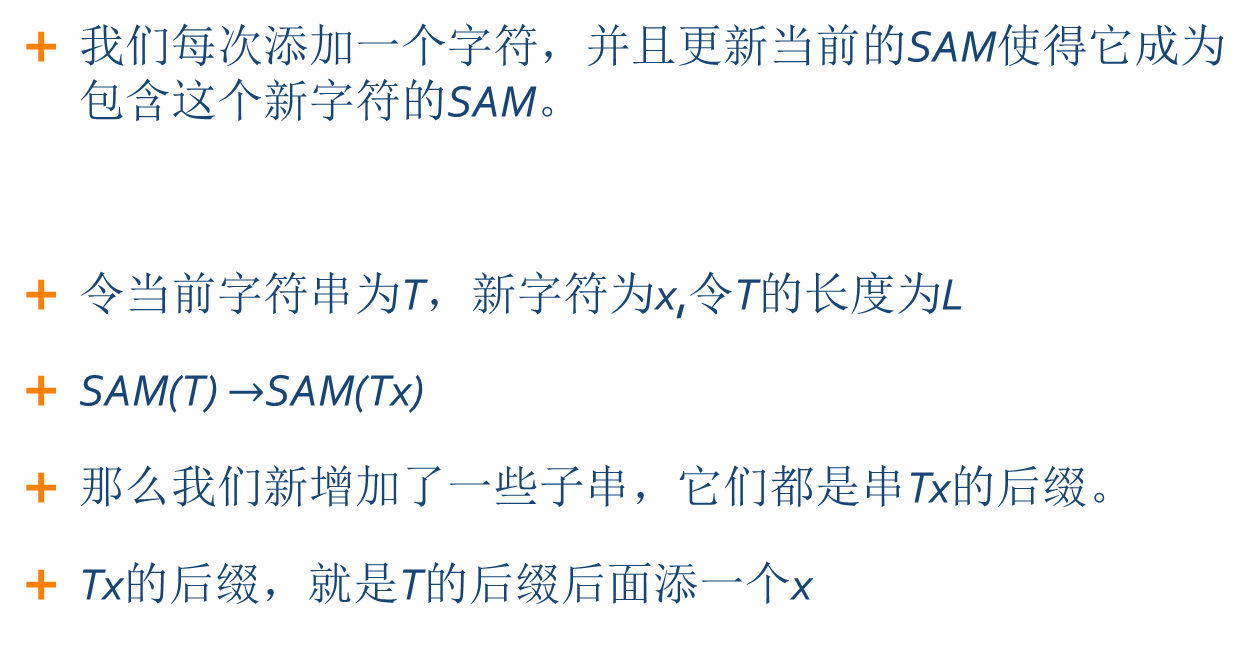 我们每次添加一个字符，并且更新当前的SAM使得它成为
包含这个新字符的SAM。
令当前字符串为T，新字符为x,令T的长度为L
SAM(T) →SAM(Tx)
那么我们新增加了一些子串，它们都是串Tx的后缀。
Tx的后缀，就是T的后缀后面添一个x